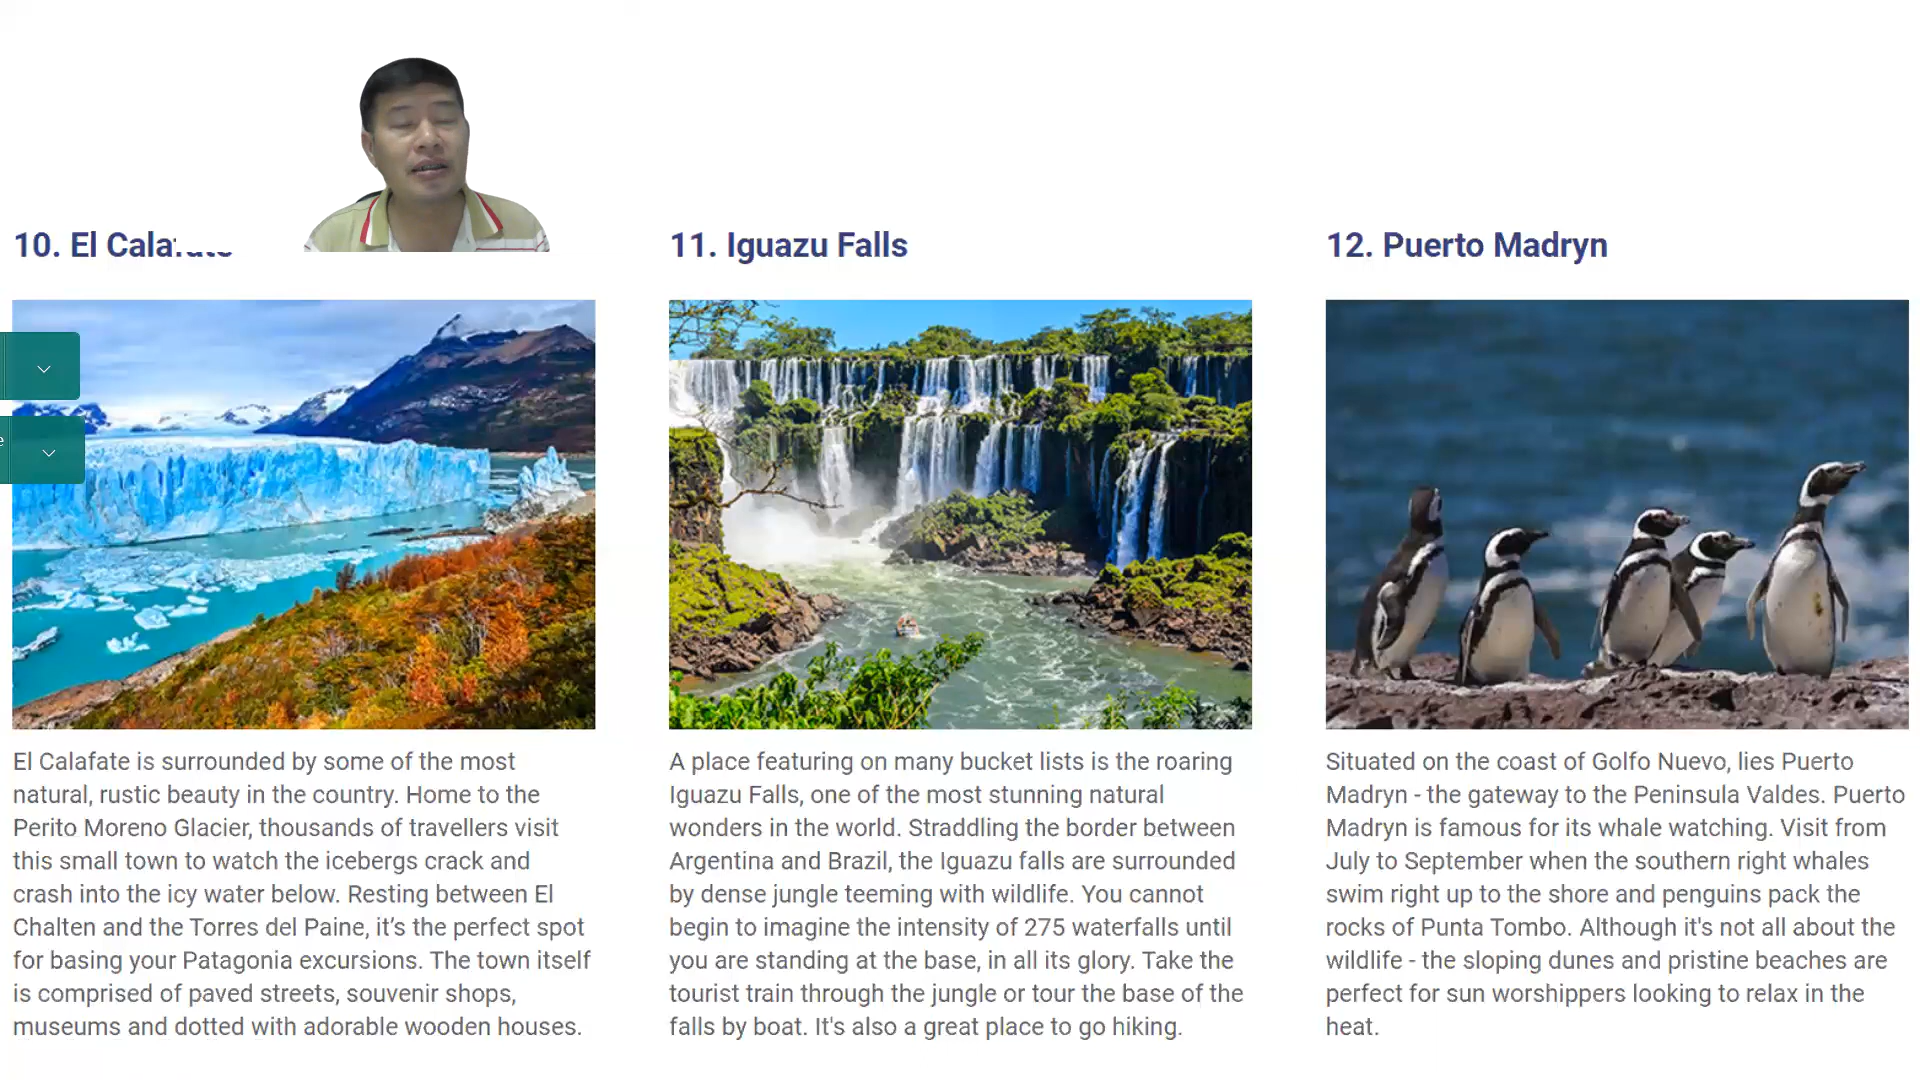 10. El Calafate
El Calafate is surrounded by some of the most
natural, rustic beauty in the country. Home to the
Perito Moreno Glacier, thousands of travellers visit
this small town to watch the icebergs crack and
crash into the icy water below. Resting between El
Chalten and the Torres del Paine, it’s the perfect spot
for basing your Patagonia excursions. The town itself
is comprised of paved streets, souvenir shops,
museums and dotted with adorable wooden houses.
11. Iguazu Falls
A place featuring on many bucket lists is the roaring
Iguazu Falls, one of the most stunning natural
wonders in the world. Straddling the border between
Argentina and Brazil, the Iguazu falls are surrounded
by dense jungle teeming with wildlife. You cannot
begin to imagine the intensity of 275 waterfalls until
you are standing at the base, in all its glory. Take the
tourist train through the jungle or tour the base of the
falls by boat. It's also a great place to go hiking.
12. Puerto Madryn
Situated on the coast of Golfo Nuevo, lies Puerto
Madryn - the gateway to the Peninsula Valdes. Puerto
Madryn is famous for its whale watching. Visit from
July to September when the southern right whales
swim right up to the shore and penguins pack the
rocks of Punta Tombo. Although it's not all about the
wildlife - the sloping dunes and pristine beaches are
perfect for sun worshippers looking to relax in the
heat.